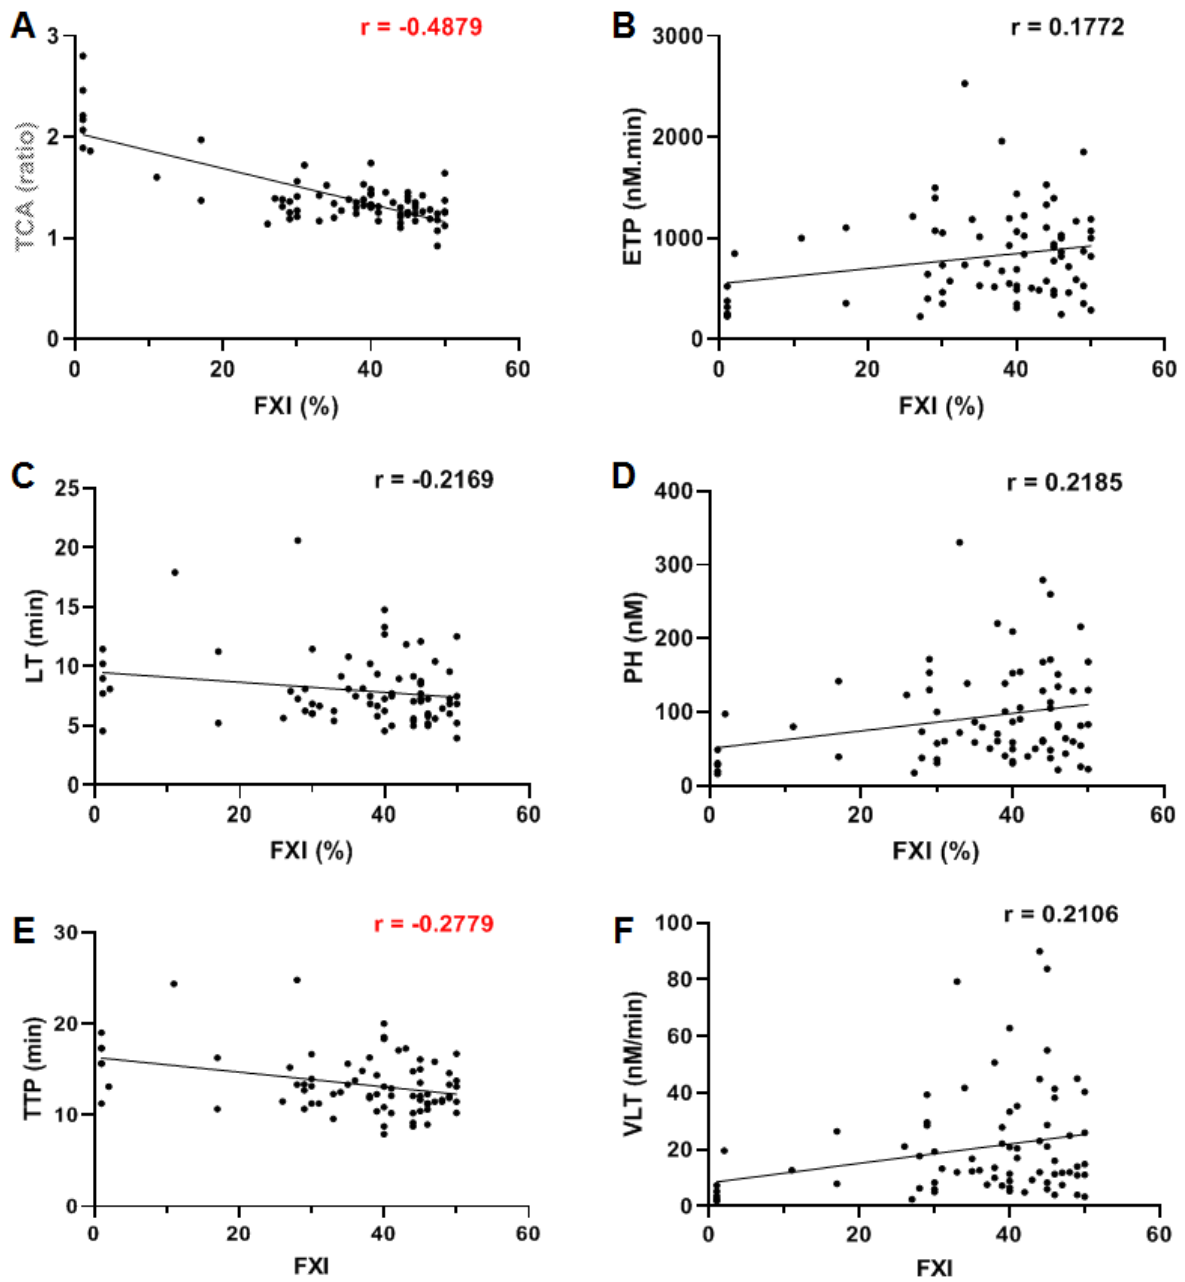 A
r = -0.4879
3
2
1
0
TCA (ratio)
0 20 40 60
FXI (%)
B
r = 0.1772
3000
2000
1000
0
ETP (nM.min)
0 20 40 60
FXI (%)
C
r = -0.2169
25
20
15
10
5
0
LT (min)
0 20 40 60
FXI (%)
D
r = 0.2185
400
300
200
100
0
PH (nM)
0 20 40 60
FXI (%)
E
r = -0.2779
30
20
10
0
TTP (min)
0 20 40 60
FXI
F
r = 0.2106
100
80
60
40
20
0
VLT (nM/min)
0 20 40 60
FXI